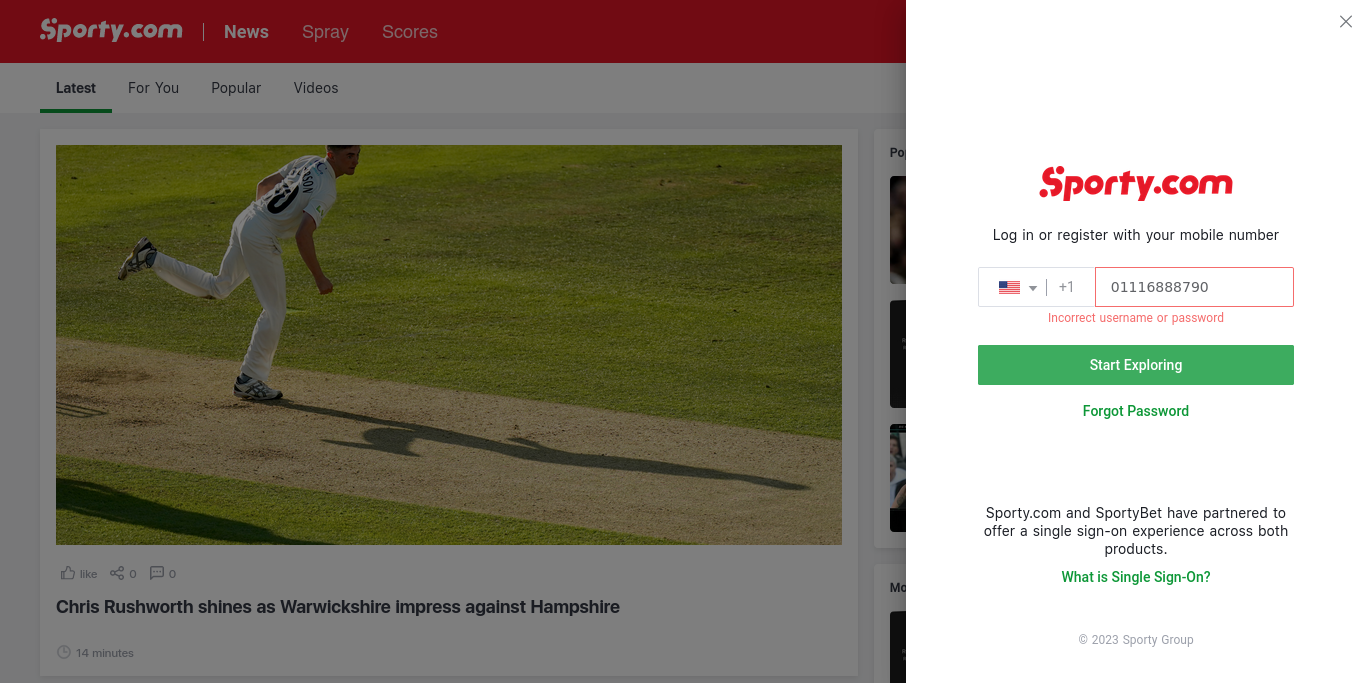 Sporty.com
News
Spray
Scores
Latest
For You
Popular
Videos
SON
like
0
0
Chris Rushworth shines as Warwickshire impress against Hampshire
14 minutes
Sporty.com
Log in or register with your mobile number
+1
01116888790
Incorrect username or password
Start Exploring
Forgot Password
Sporty.com and SportyBet have partnered to
offer a single sign-on experience across both
products.
What is Single Sign-On?
© 2023 Sporty Group